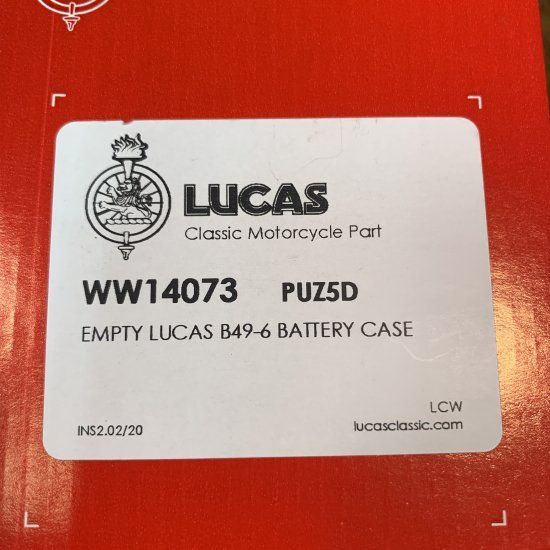 LUCAS
Classic Motorcycle Part
WW14073 PUZ5D
EMPTY LUCAS B49-6 BATTERY CASE
LCW
INS2.02/20 lucasclassic.com